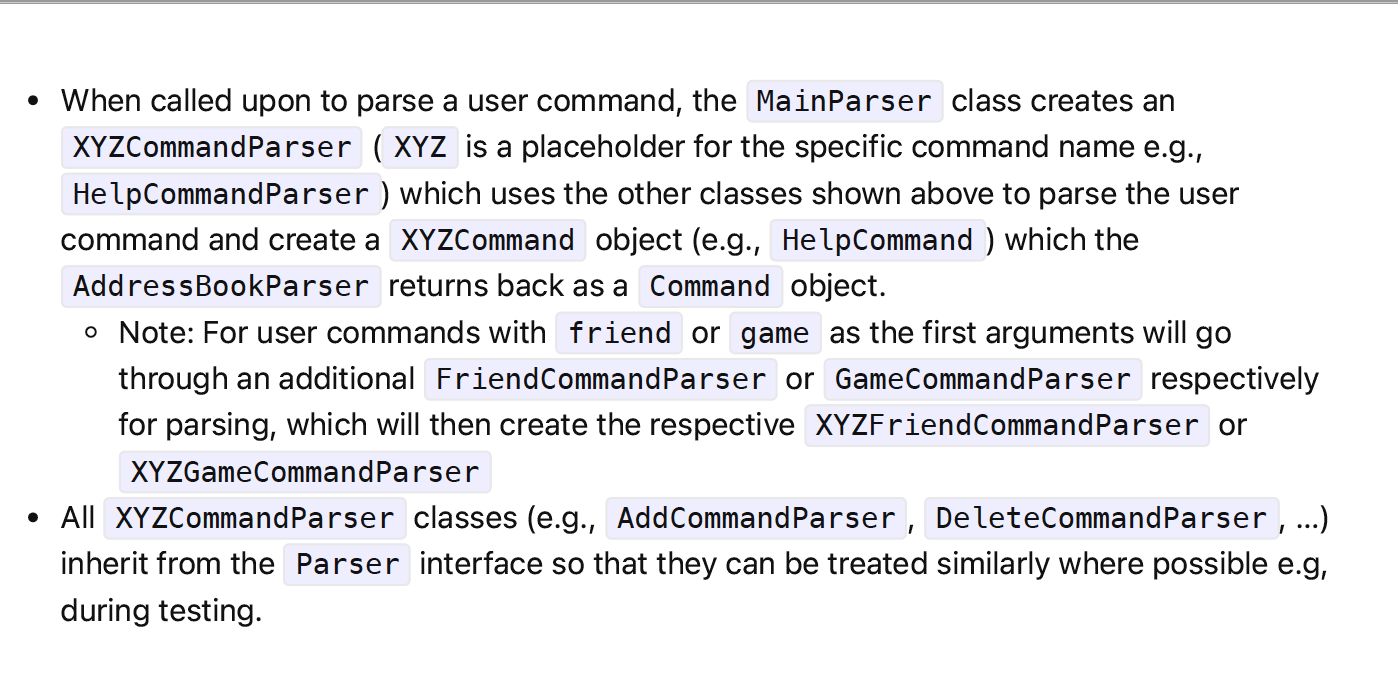 • When called upon to parse a user command, the MainParser class creates an
XYZCommandParser (XYZ is a placeholder for the specific command name e.g.,
HelpCommandParser) which uses the other classes shown above to parse the user
command and create a XYZCommand object (e.g., HelpCommand) which the
AddressBookParser returns back as a Command object.
◦ Note: For user commands with friend or game as the first arguments will go
through an additional FriendCommandParser or GameCommandParser respectively
for parsing, which will then create the respective XYZFriendCommandParser or
XYZGameCommandParser
• All XYZCommandParser classes (e.g., AddCommandParser, DeleteCommandParser, ...)
inherit from the Parser interface so that they can be treated similarly where possible e.g,
during testing.